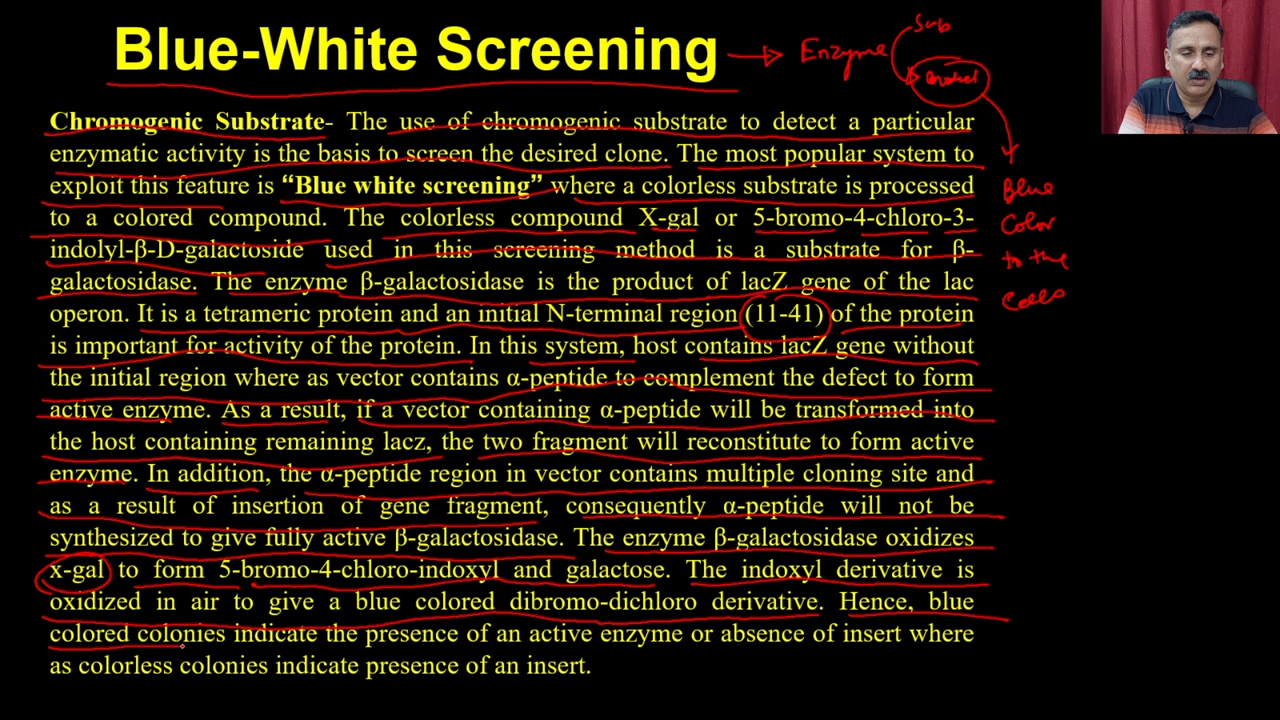 Blue-White Screening
Enzyme
Sub
Product
Chromogenic Substrate- The use of chromogenic substrate to detect a particular
enzymatic activity is the basis to screen the desired clone. The most popular system to
exploit this feature is “Blue white screening” where a colorless substrate is processed
to a colored compound. The colorless compound X-gal or 5-bromo-4-chloro-3-
indolyl-β-D-galactoside used in this screening method is a substrate for β-
galactosidase. The enzyme β-galactosidase is the product of lacZ gene of the lac
operon. It is a tetrameric protein and an initial N-terminal region (11-41) of the protein
is important for activity of the protein. In this system, host contains lacZ gene without
the initial region where as vector contains α-peptide to complement the defect to form
active enzyme. As a result, if a vector containing α-peptide will be transformed into
the host containing remaining lacz, the two fragment will reconstitute to form active
enzyme. In addition, the α-peptide region in vector contains multiple cloning site and
as a result of insertion of gene fragment, consequently α-peptide will not be
synthesized to give fully active β-galactosidase. The enzyme β-galactosidase oxidizes
x-gal to form 5-bromo-4-chloro-indoxyl and galactose. The indoxyl derivative is
oxidized in air to give a blue colored dibromo-dichloro derivative. Hence, blue
colored colonies indicate the presence of an active enzyme or absence of insert where
as colorless colonies indicate presence of an insert.
Blue
Color
to the
Cells